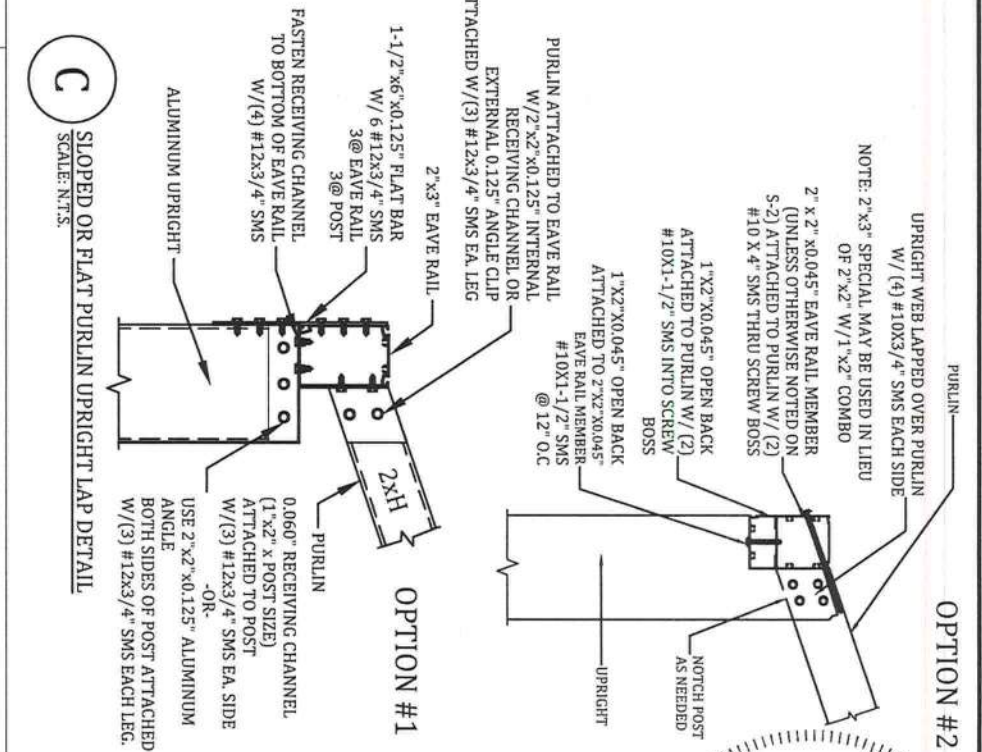 OPTION #2
PURLIN
UPRIGHT WEB LAPPED OVER PURLIN
W/ (4) #10X3/4" SMS EACH SIDE
NOTE: 2"x3" SPECIAL MAY BE USED IN LIEU
OF 2"x2" W/1"x2" COMBO
2" x 2" x0.045" EAVE RAIL MEMBER
(UNLESS OTHERWISE NOTED ON
S-2) ATTACHED TO PURLIN W/ (2)
#10 X 4" SMS THRU SCREW BOSS
1"X2"X0.045" OPEN BACK
ATTACHED TO PURLIN W/ (2)
#10X1-1/2" SMS INTO SCREW
BOSS
1"X2"X0.045" OPEN BACK
ATTACHED TO 2"X2"X0.045"
EAVE RAIL MEMBER
#10X1-1/2" SMS
@ 12" O.C
NOTCH POST
AS NEEDED
UPRIGHT
OPTION #1
PURLIN ATTACHED TO EAVE RAIL
W/2"x2"x0.125" INTERNAL
RECEIVING CHANNEL OR
EXTERNAL 0.125" ANGLE CLIP
TTACHED W/(3) #12x3/4" SMS EA. LEG
2"x3" EAVE RAIL
1-1/2"x6"x0.125" FLAT BAR
W/ 6 #12x3/4" SMS
3@ EAVE RAIL
3@ POST
FASTEN RECEIVING CHANNEL
TO BOTTOM OF EAVE RAIL
W/(4) #12x3/4" SMS
ALUMINUM UPRIGHT
2xH
PURLIN
0.060" RECEIVING CHANNEL
(1"x2" x POST SIZE)
ATTACHED TO POST
W/(3) #12x3/4" SMS EA. SIDE
-OR-
USE 2"x2"x0.125" ALUMINUM
ANGLE
BOTH SIDES OF POST ATTACHED
W/(3) #12x3/4" SMS EACH LEG.
C
SLOPED OR FLAT PURLIN UPRIGHT LAP DETAIL
SCALE: N.T.S.